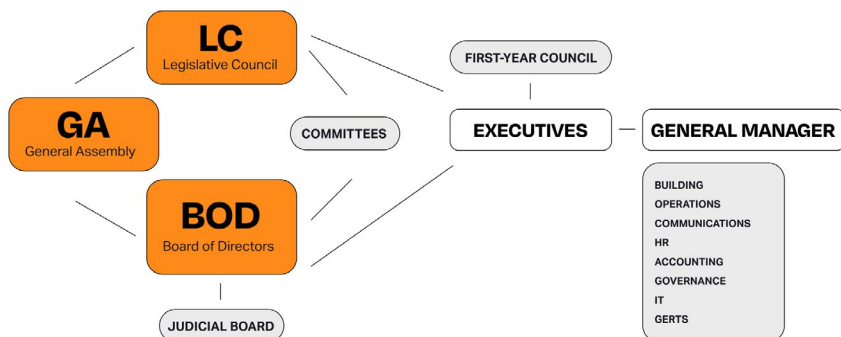 LC
Legislative Council
GA
General Assembly
BOD
Board of Directors
JUDICIAL BOARD
COMMITTEES
FIRST-YEAR COUNCIL
EXECUTIVES
GENERAL MANAGER
BUILDING
OPERATIONS
COMMUNICATIONS
HR
ACCOUNTING
GOVERNANCE
IT
GERTS